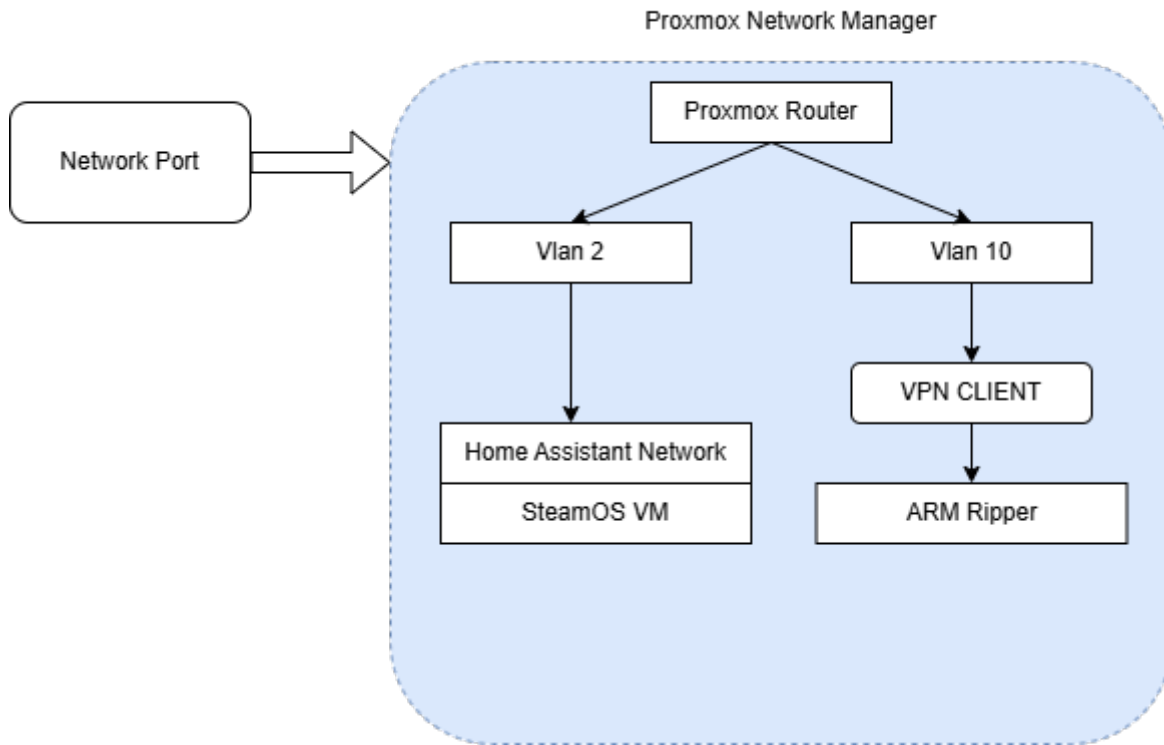 Proxmox Network Manager
Proxmox Router
Network Port
Vlan 2
Vlan 10
VPN CLIENT
Home Assistant Network
SteamOS VM
ARM Ripper